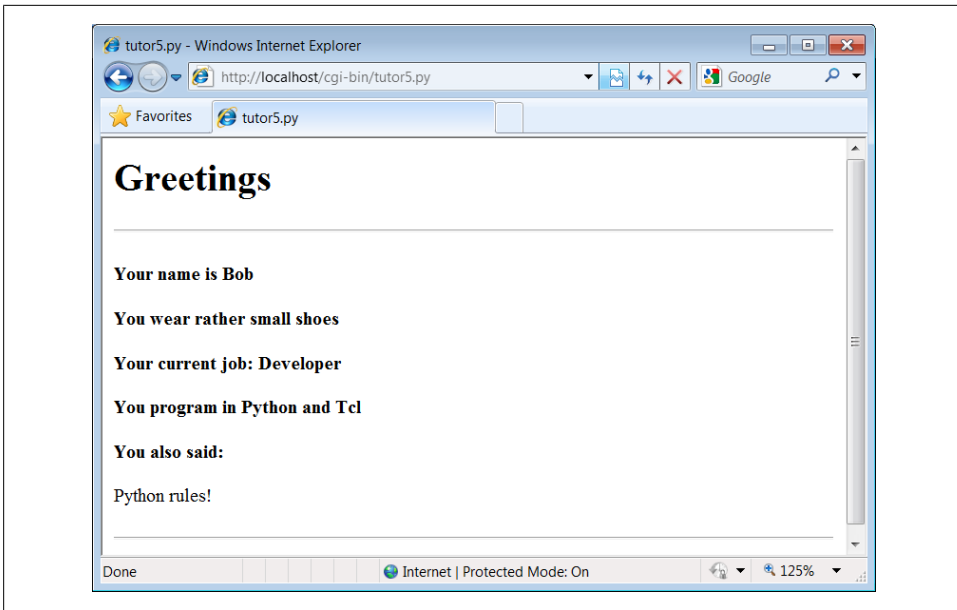 tutor5.py - Windows Internet Explorer
http://localhost/cgi-bin/tutor5.py
Google
Favorites
tutor5.py
Greetings
Your name is Bob
You wear rather small shoes
Your current job: Developer
You program in Python and Tcl
You also said:
Python rules!
Done
Internet | Protected Mode: On
125%